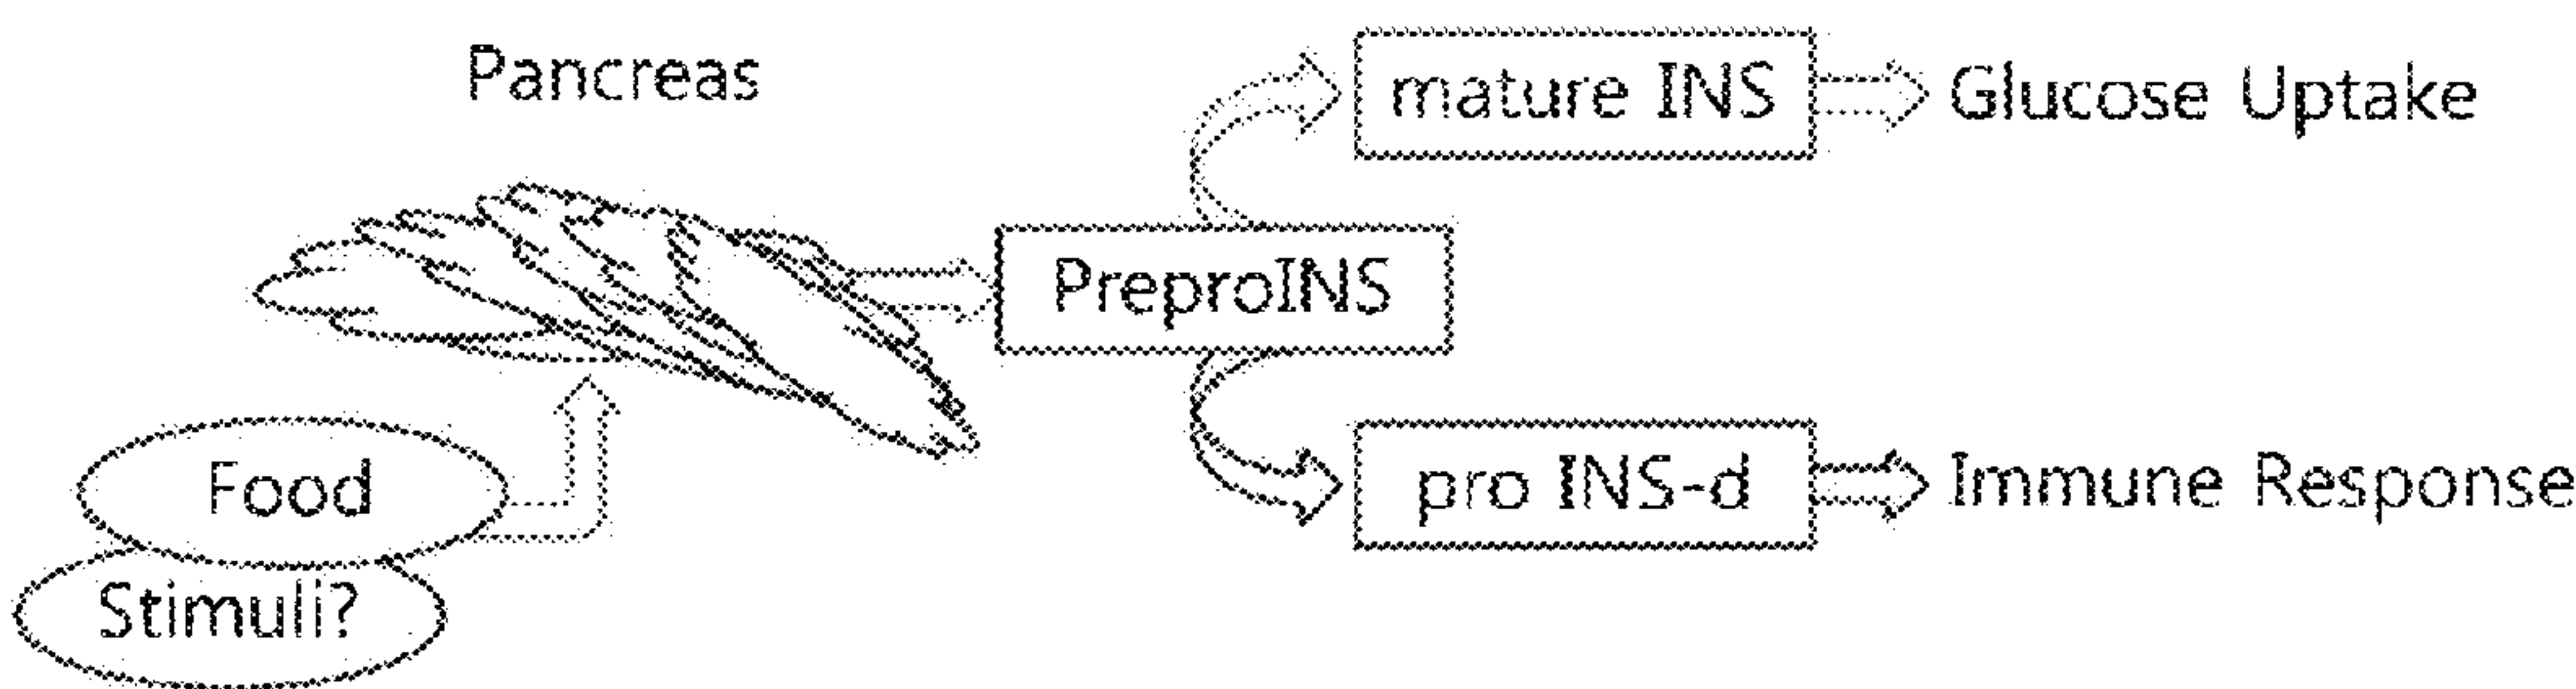 Pancreas
mature INS
Glucose Uptake
PreproINS
pro INS-d
Immune Response
Food
Stimuli?